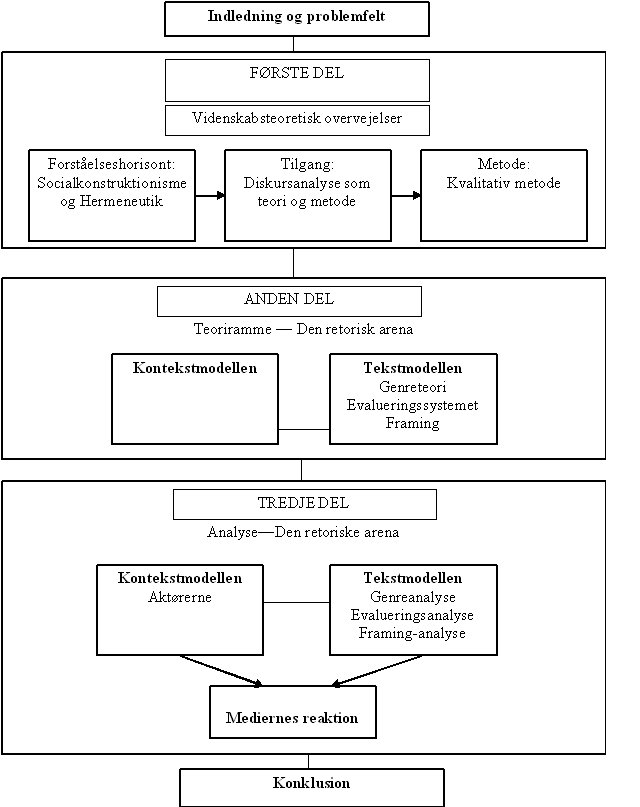 Indledning og problemfelt
FØRSTE DEL
Videnskabsteoretisk overvejelser
Forståelseshorisont:
Socialkonstruktionisme
og Hermeneutik
Tilgang:
Diskursanalyse som
teori og metode
Metode:
Kvalitativ metode
ANDEN DEL
Teoriramme — Den retorisk arena
Kontekstmodellen
Tekstmodellen
Genreteori
Evalueringssystemet
Framing
TREDJE DEL
Analyse—Den retoriske arena
Kontekstmodellen
Aktørerne
Tekstmodellen
Genreanalyse
Evalueringsanalyse
Framing-analyse
Mediernes reaktion
Konklusion